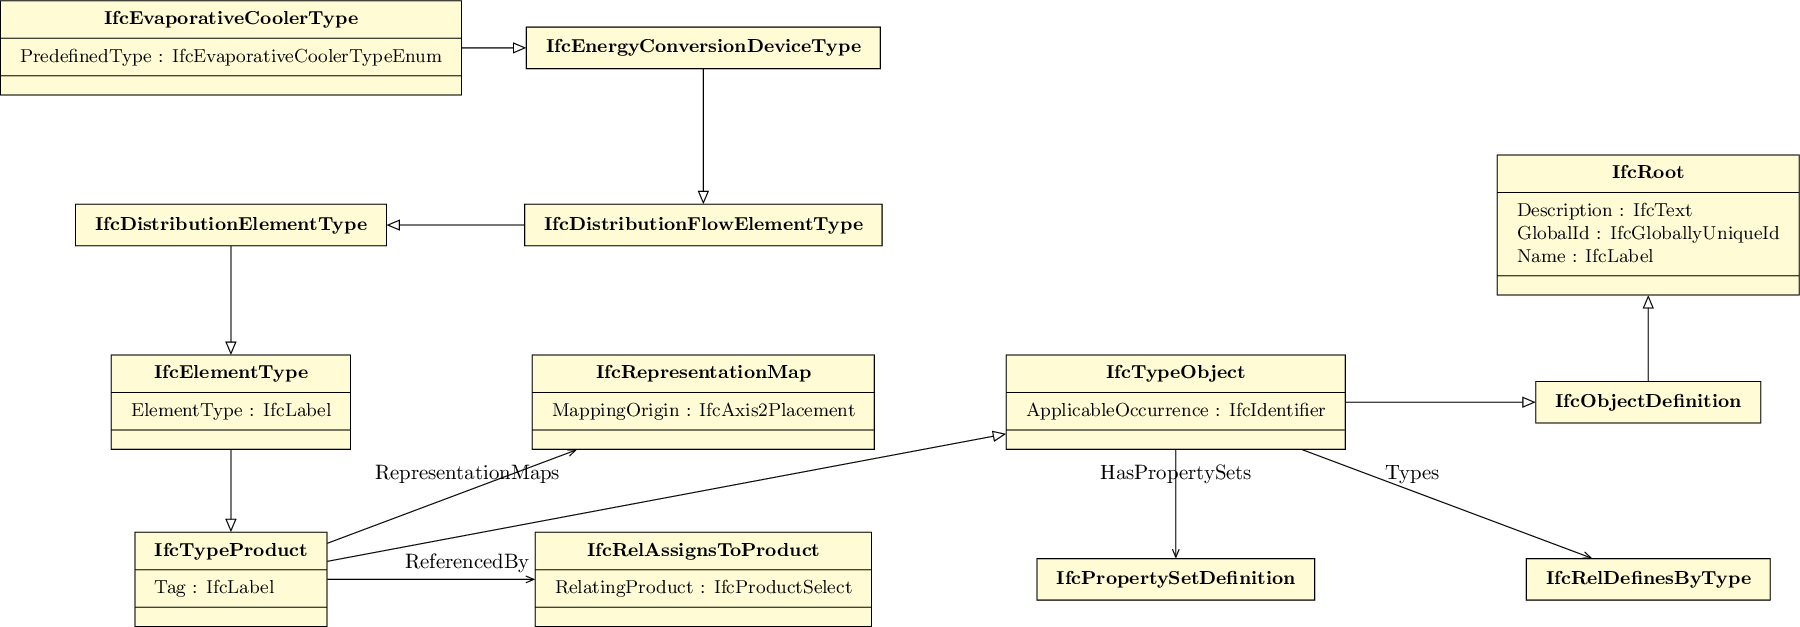 IfcEvaporativeCoolerType
PredefinedType : IfcEvaporativeCoolerTypeEnum
IfcEnergyConversionDeviceType
IfcRoot
Description : IfcText
GlobalId : IfcGloballyUniqueId
Name : IfcLabel
IfcDistributionElementType
IfcDistributionFlowElementType
IfcElementType
ElementType : IfcLabel
IfcRepresentationMap
MappingOrigin : IfcAxis2Placement
IfcTypeObject
ApplicableOccurrence : IfcIdentifier
IfcObjectDefinition
RepresentationMaps
HasPropertySets
Types
IfcTypeProduct
Tag : IfcLabel
ReferencedBy
IfcRelAssignsToProduct
RelatingProduct : IfcProductSelect
IfcPropertySetDefinition
IfcRelDefinesByType